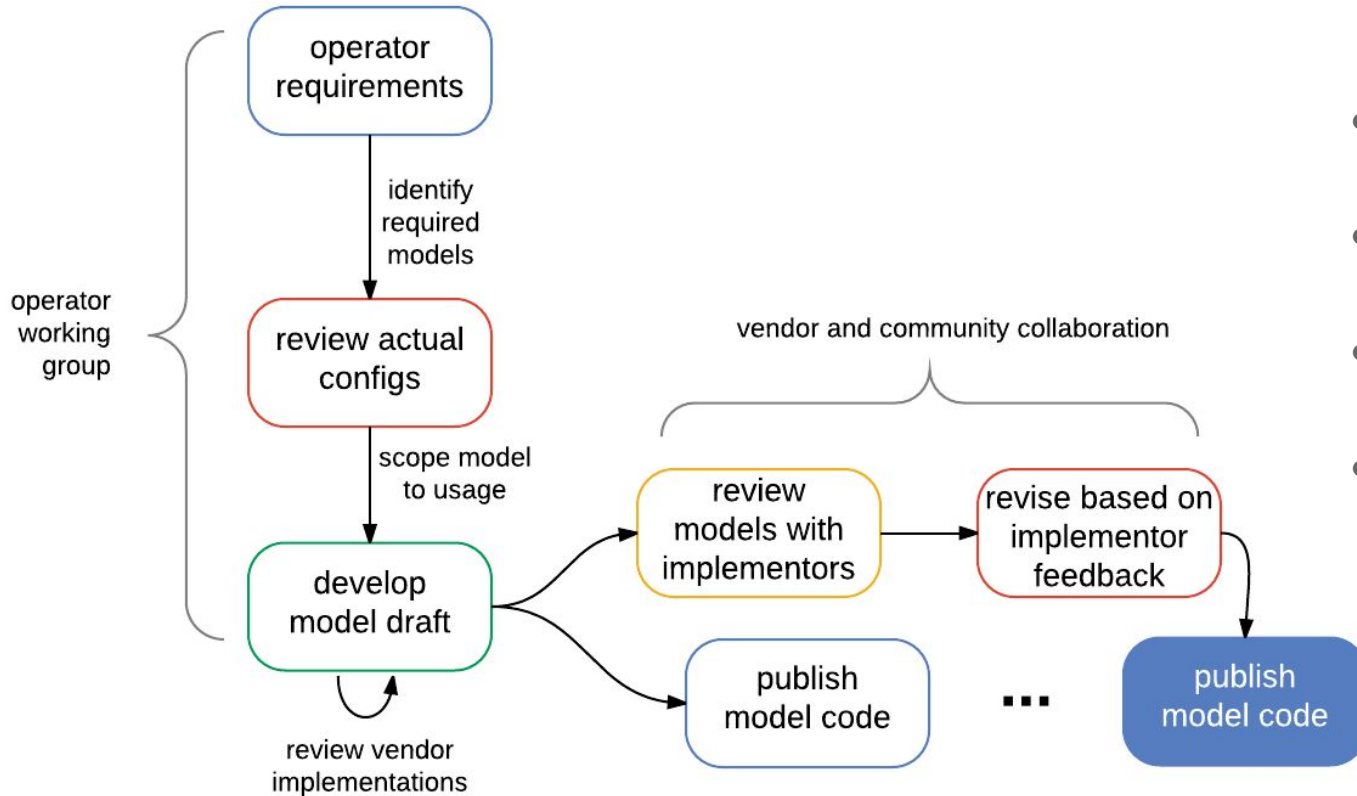 operator
requirements
identify
required
models
operator
working
group
review actual
configs
vendor and community collaboration
scope model
to usage
review
models with
implementors
revise based on
implementor
feedback
develop
model draft
publish
model code
...
publish
model code
review vendor
implementations